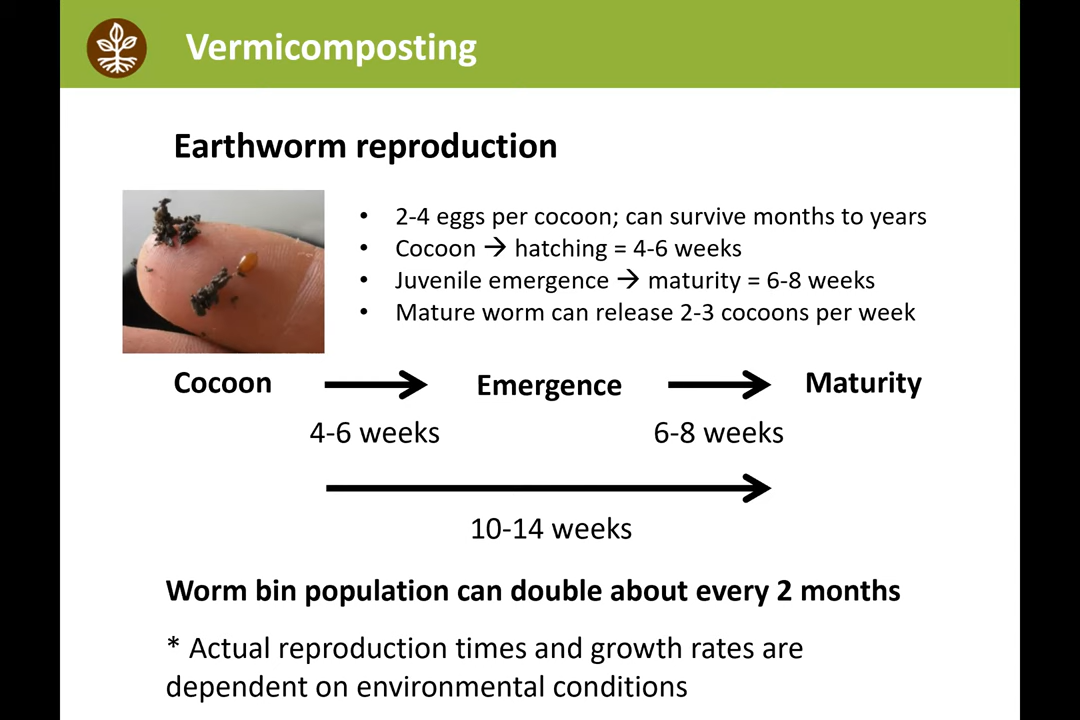 Vermicomposting
Earthworm reproduction
• 2-4 eggs per cocoon; can survive months to years
• Cocoon → hatching = 4-6 weeks
• Juvenile emergence → maturity = 6-8 weeks
• Mature worm can release 2-3 cocoons per week
Cocoon Emergence Maturity
4-6 weeks 6-8 weeks
10-14 weeks
Worm bin population can double about every 2 months
* Actual reproduction times and growth rates are
dependent on environmental conditions